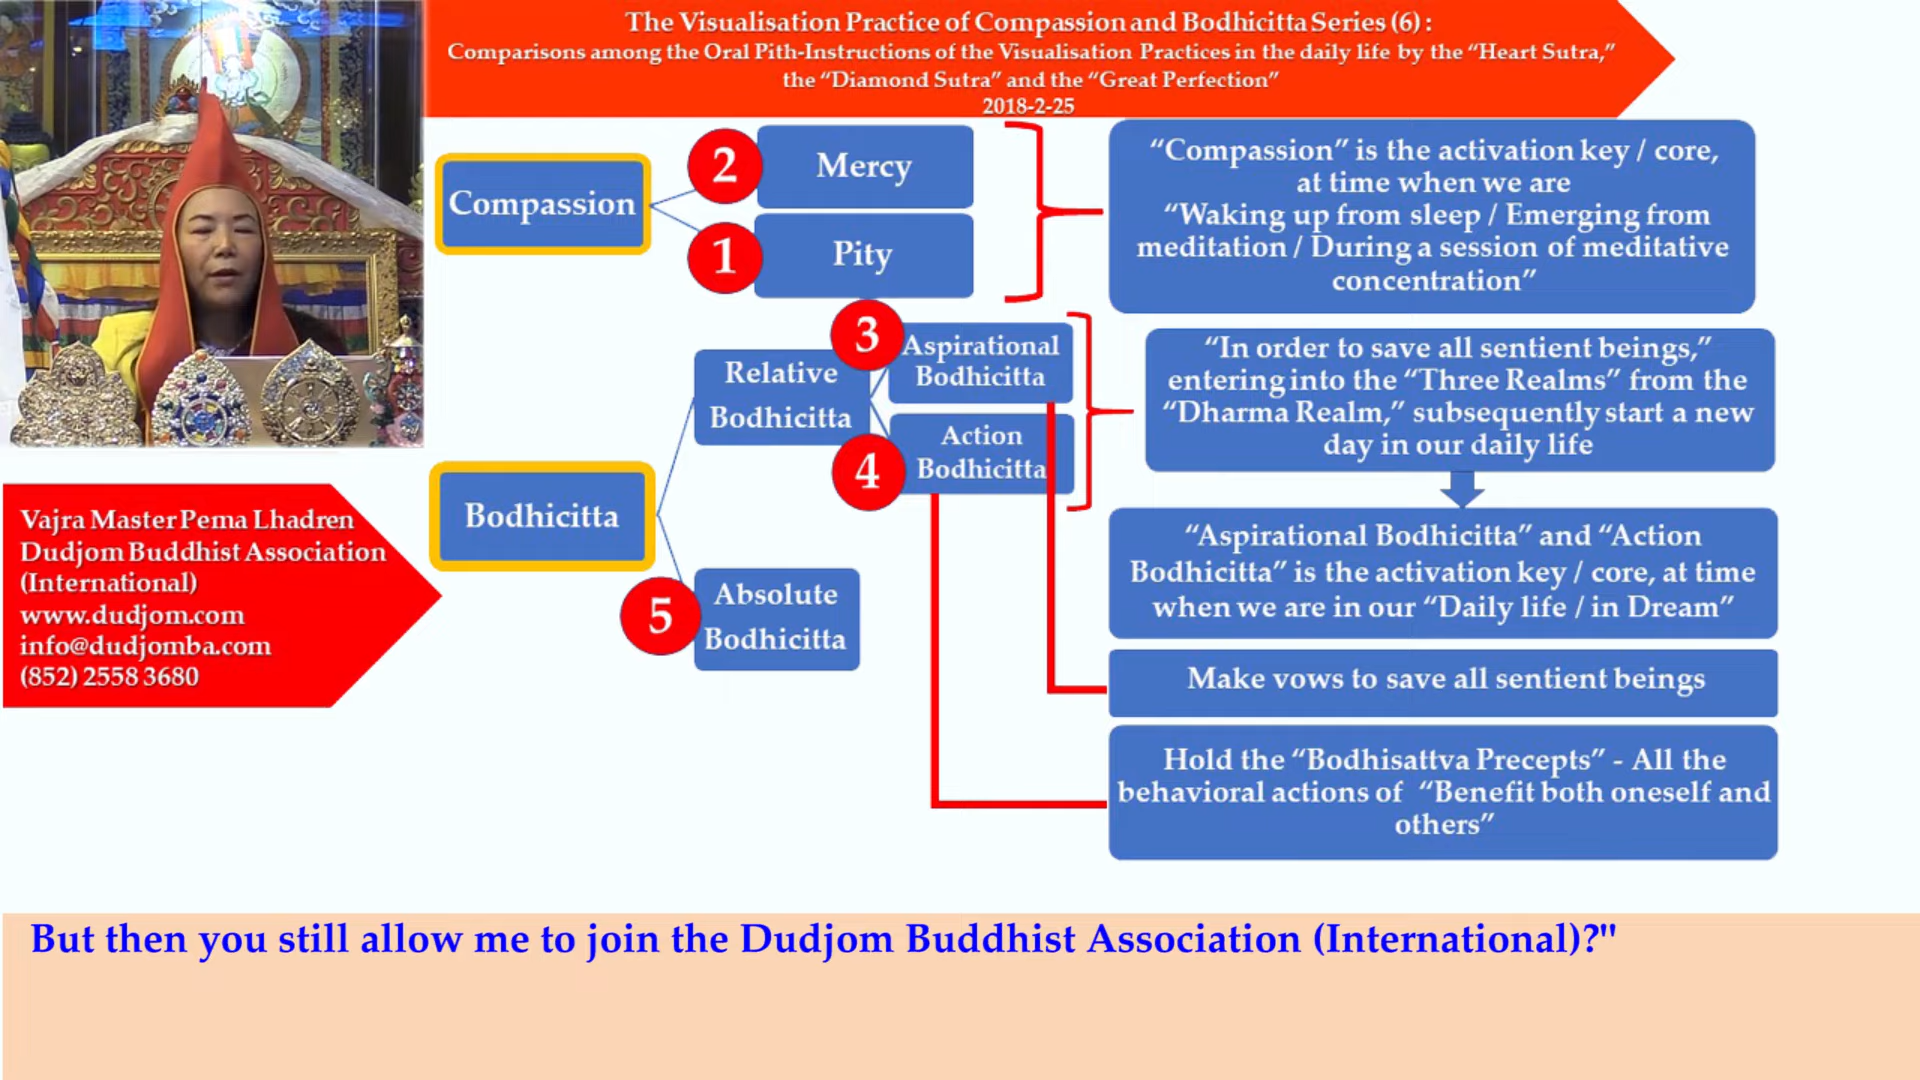 The Visualisation Practice of Compassion and Bodhicitta Series (6) :
Comparisons among the Oral Pith-Instructions of the Visualisation Practices in the daily life by the “Heart Sutra,”
the “Diamond Sutra” and the “Great Perfection”
2018-2-25
Compassion
2
Mercy
1
Pity
“Compassion” is the activation key / core,
at time when we are
“Waking up from sleep / Emerging from
meditation / During a session of meditative
concentration”
Bodhicitta
Relative
Bodhicitta
3
Aspirational
Bodhicitta
4
Action
Bodhicitta
5
Absolute
Bodhicitta
“In order to save all sentient beings,”
entering into the “Three Realms” from the
“Dharma Realm,” subsequently start a new
day in our daily life
“Aspirational Bodhicitta” and “Action
Bodhicitta” is the activation key / core, at time
when we are in our “Daily life / in Dream”
Make vows to save all sentient beings
Hold the “Bodhisattva Precepts” - All the
behavioral actions of “Benefit both oneself and
others”
Vajra Master Pema Lhadren
Dudjom Buddhist Association
(International)
www.dudjom.com
info@dudjomba.com
(852) 2558 3680
But then you still allow me to join the Dudjom Buddhist Association (International)?"